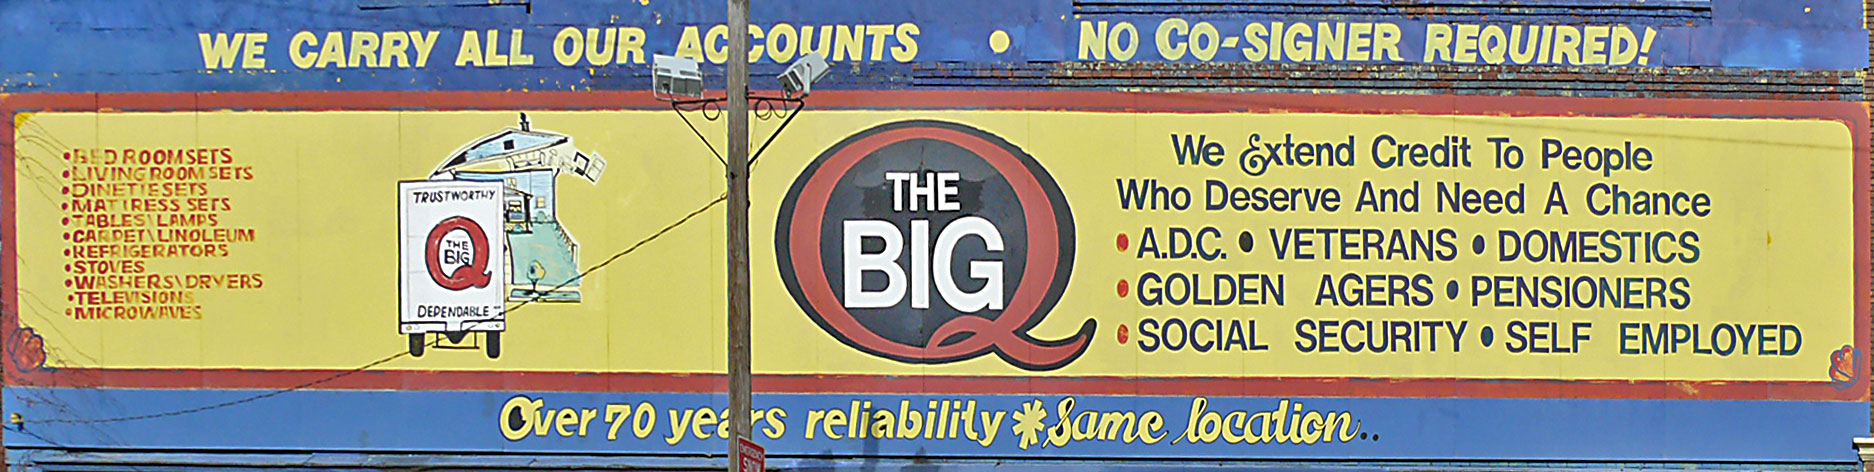 WE CARRY ALL OUR ACCOUNTS • NO CO-SIGNER REQUIRED!
• BED ROOM SETS
• LIVING ROOM SETS
• DINETTE SETS
• MATTRESS SETS
• TABLES\LAMPS
• CARPET\LINOLEUM
• REFRIGERATORS
• STOVES
• WASHERS\DRYERS
• TELEVISIONS
• MICROWAVES
TRUSTWORTHY
THE
BIG
Q
DEPENDABLE
THE
BIG
Q
We Extend Credit To People
Who Deserve And Need A Chance
• A.D.C. • VETERANS • DOMESTICS
• GOLDEN AGERS • PENSIONERS
• SOCIAL SECURITY • SELF EMPLOYED
Over 70 years reliability * Same location..